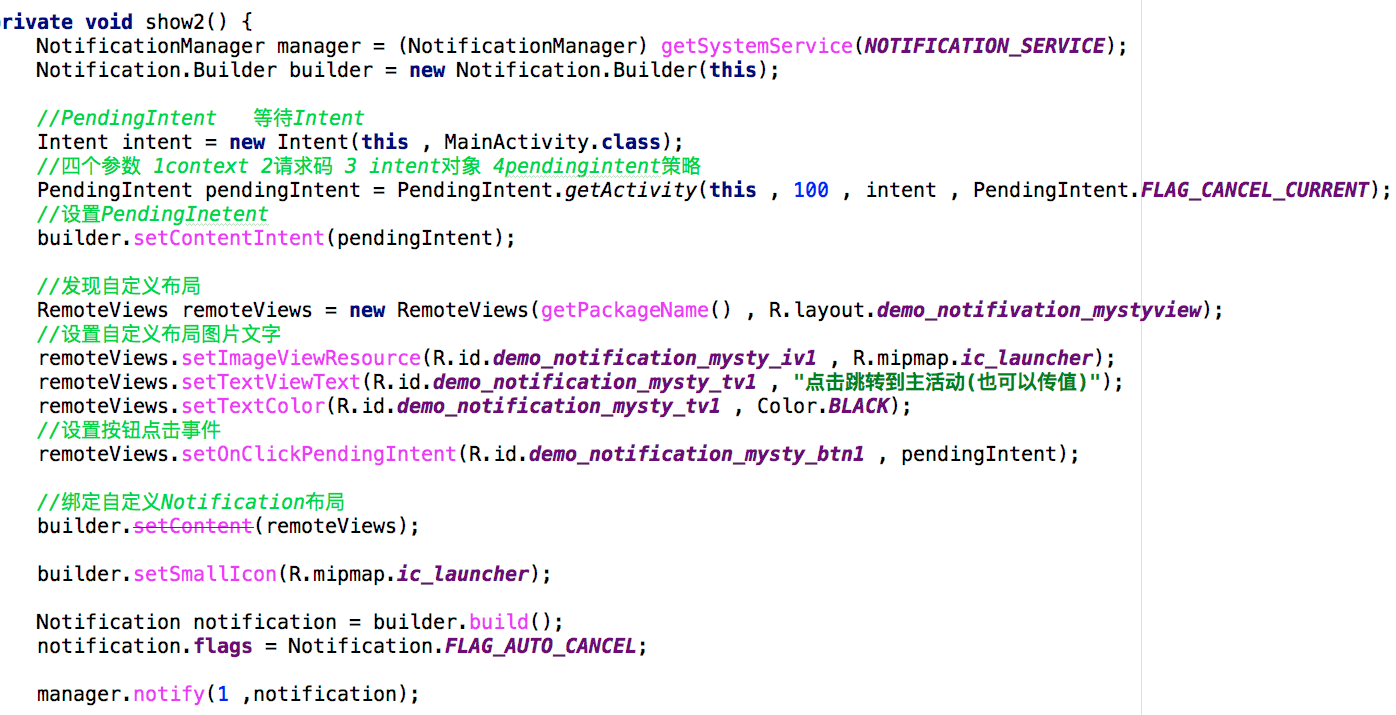 private void show2() {
NotificationManager manager = (NotificationManager) getSystemService(NOTIFICATION_SERVICE);
Notification.Builder builder = new Notification.Builder(this);
//PendingIntent 等待Intent
Intent intent = new Intent(this , MainActivity.class);
//四个参数 1context 2请求码 3 intent对象 4pendingintent策略
PendingIntent pendingIntent = PendingIntent.getActivity(this , 100 , intent , PendingIntent.FLAG_CANCEL_CURRENT);
//设置PendingInetent
builder.setContentIntent(pendingIntent);
//发现自定义布局
RemoteViews remoteViews = new RemoteViews(getPackageName() , R.layout.demo_notifivation_mystyview);
//设置自定义布局图片文字
remoteViews.setImageViewResource(R.id.demo_notification_mysty_iv1 , R.mipmap.ic_launcher);
remoteViews.setTextViewText(R.id.demo_notification_mysty_tv1 , "点击跳转到主活动(也可以传值)");
remoteViews.setTextColor(R.id.demo_notification_mysty_tv1 , Color.BLACK);
//设置按钮点击事件
remoteViews.setOnClickPendingIntent(R.id.demo_notification_mysty_btn1 , pendingIntent);
//绑定自定义Notification布局
builder.setContent(remoteViews);
builder.setSmallIcon(R.mipmap.ic_launcher);
Notification notification = builder.build();
notification.flags = Notification.FLAG_AUTO_CANCEL;
manager.notify(1 ,notification);